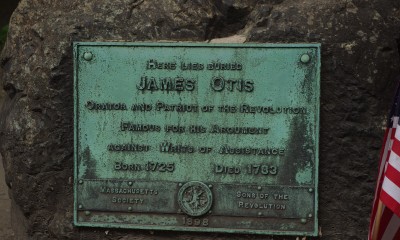 HERE LIES BURIED
JAMES OTIS
ORATOR AND PATRIOT OF THE REVOLUTION
FAMOUS FOR HIS ARGUMENT
AGAINST WRITS OF ASSISTANCE
BORN 1725 DIED 1783
MASSACHUSETTS SOCIETY
SONS OF THE REVOLUTION
1898